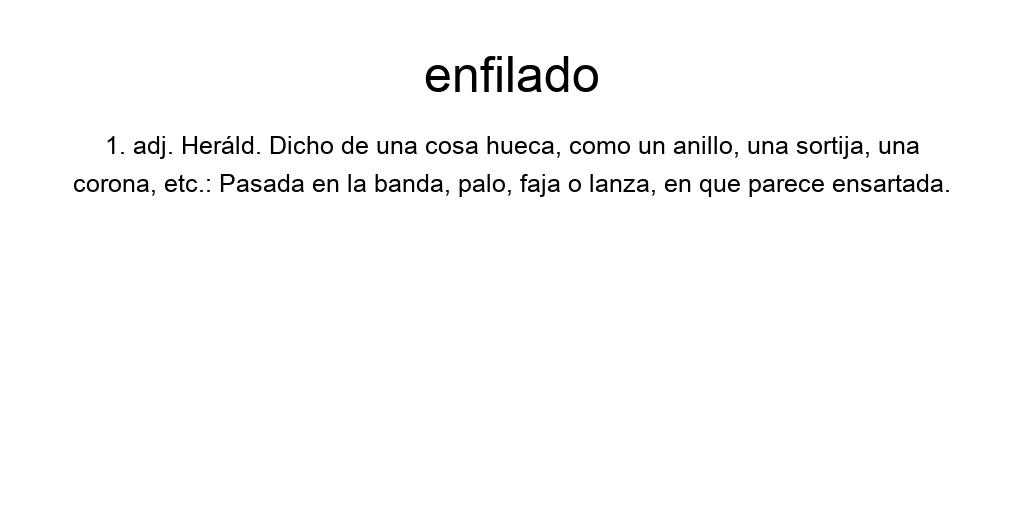 enfilado
1. adj. Heráld. Dicho de una cosa hueca, como un anillo, una sortija, una
corona, etc.: Pasada en la banda, palo, faja o lanza, en que parece ensartada.